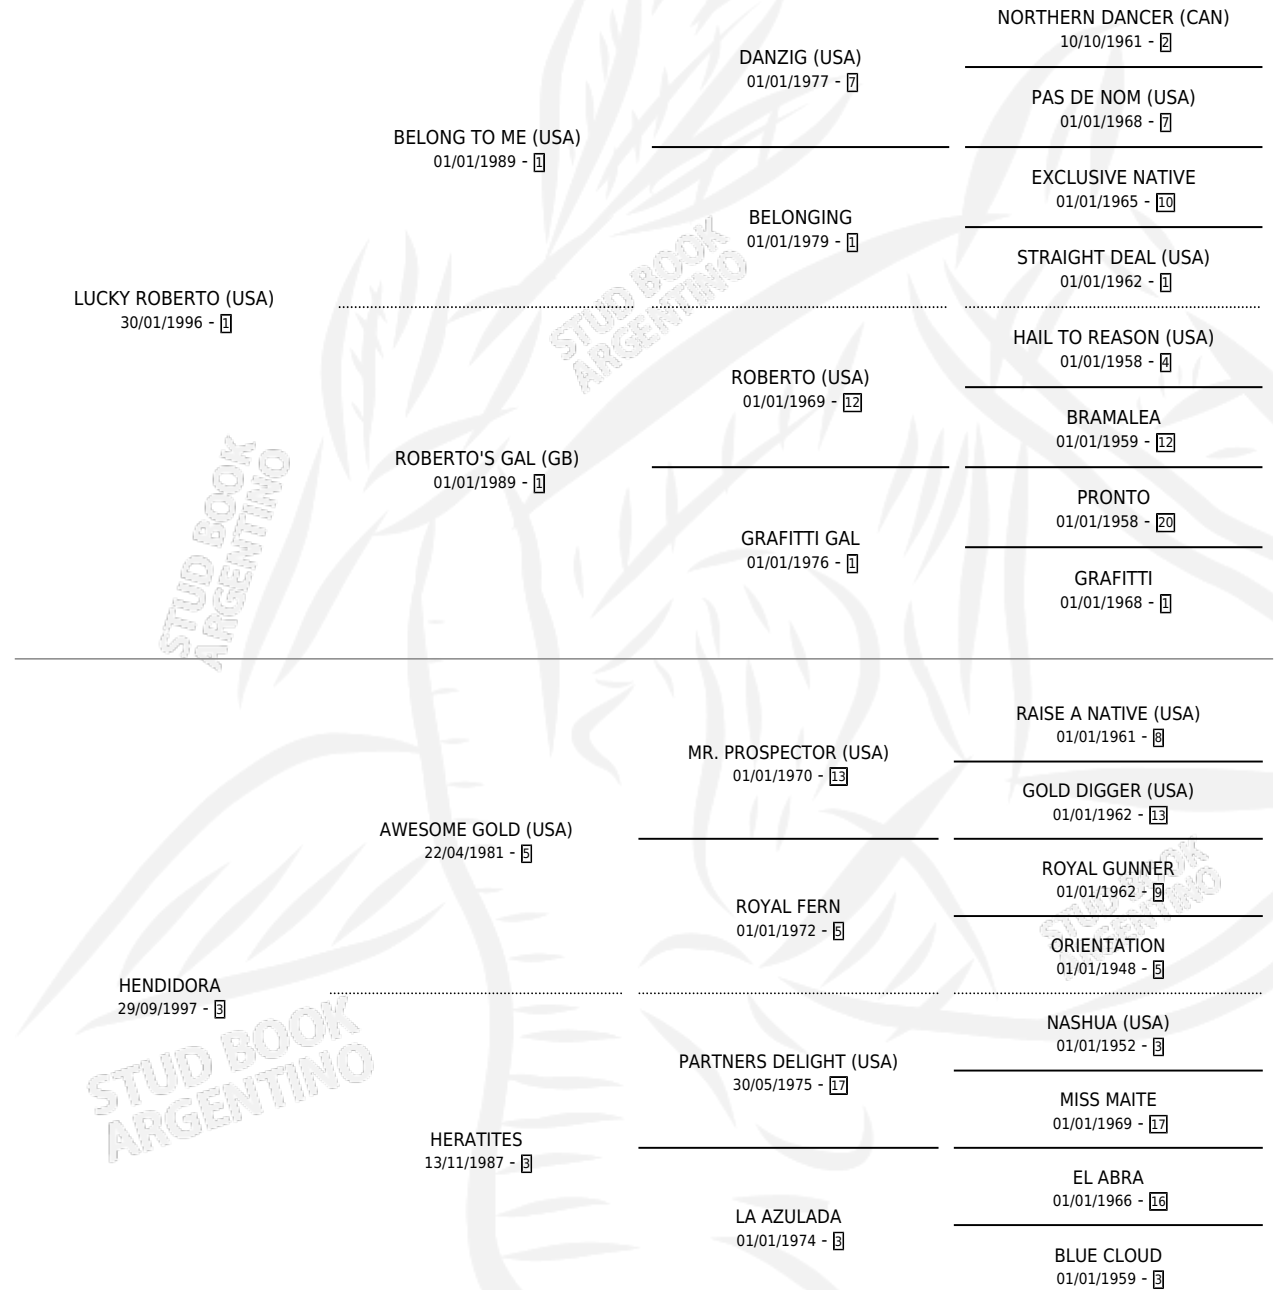 NORTHERN DANCER (CAN)
10/10/1961 - 2
DANZIG (USA)
01/01/1977 - 7
PAS DE NOM (USA)
01/01/1968 - 7
BELONG TO ME (USA)
01/01/1989 - 1
EXCLUSIVE NATIVE
01/01/1965 - 10
BELONGING
01/01/1979 - 1
STRAIGHT DEAL (USA)
01/01/1962 - 1
LUCKY ROBERTO (USA)
30/01/1996 - 1
HAIL TO REASON (USA)
01/01/1958 - 4
ROBERTO (USA)
01/01/1969 - 12
BRAMALEA
01/01/1959 - 12
ROBERTO'S GAL (GB)
01/01/1989 - 1
PRONTO
01/01/1958 - 20
GRAFITTI GAL
01/01/1976 - 1
GRAFITTI
01/01/1968 - 1
RAISE A NATIVE (USA)
01/01/1961 - 8
MR. PROSPECTOR (USA)
01/01/1970 - 13
GOLD DIGGER (USA)
01/01/1962 - 13
AWESOME GOLD (USA)
22/04/1981 - 5
ROYAL GUNNER
01/01/1962 - 9
ROYAL FERN
01/01/1972 - 5
ORIENTATION
01/01/1948 - 5
HENDIDORA
29/09/1997 - 3
NASHUA (USA)
01/01/1952 - 3
PARTNERS DELIGHT (USA)
30/05/1975 - 17
MISS MAITE
01/01/1969 - 17
HERATITES
13/11/1987 - 3
EL ABRA
01/01/1966 - 16
LA AZULADA
01/01/1974 - 3
BLUE CLOUD
01/01/1959 - 3
STUD BOOK
ARGENTINO
STUD BOOK
ARGENTINO
STUD BOOK
ARGENTINO
STUD BOOK
ARGENTINO